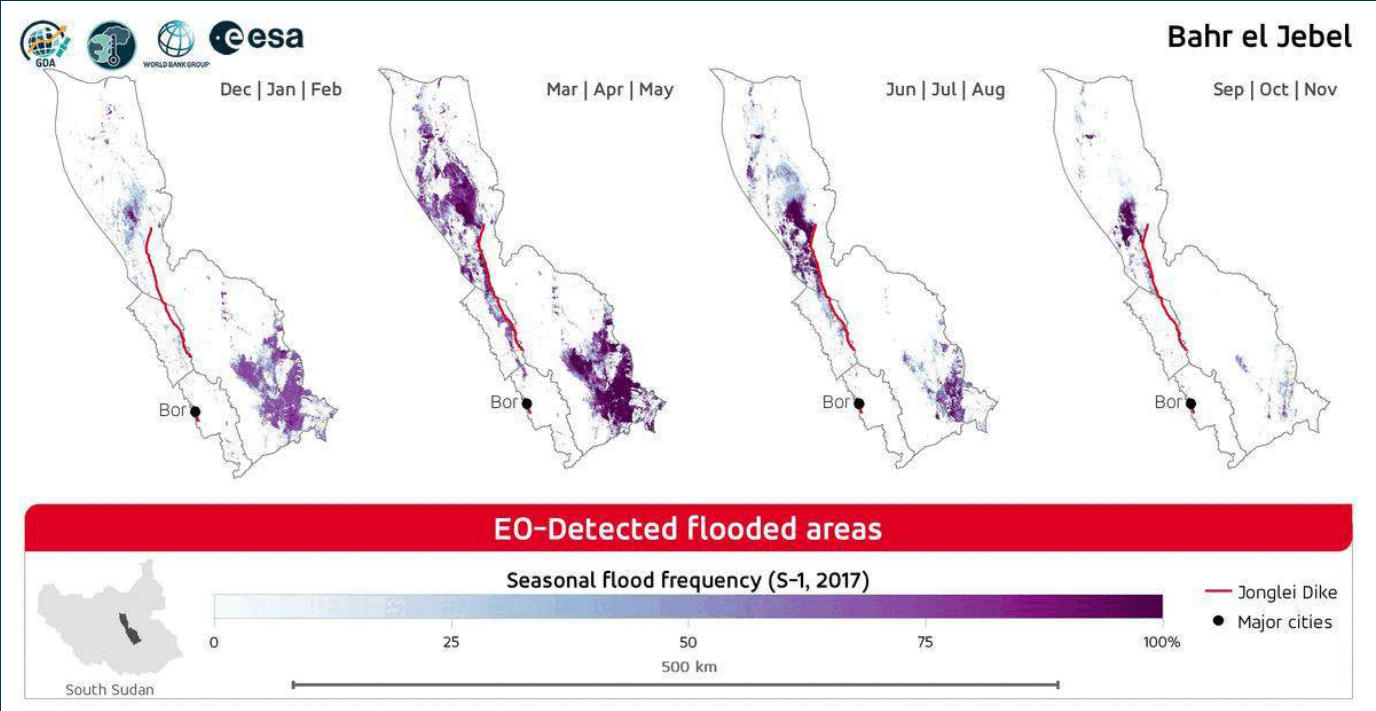 GDA
WORLD BANK GROUP
esa
Bahr el Jebel
Dec | Jan | Feb
Mar | Apr | May
Jun | Jul | Aug
Sep | Oct | Nov
Bor
Bor
Bor
Bor
EO-Detected flooded areas
Seasonal flood frequency (S-1, 2017)
0
25
50
75
100%
500 km
Jonglei Dike
Major cities
South Sudan